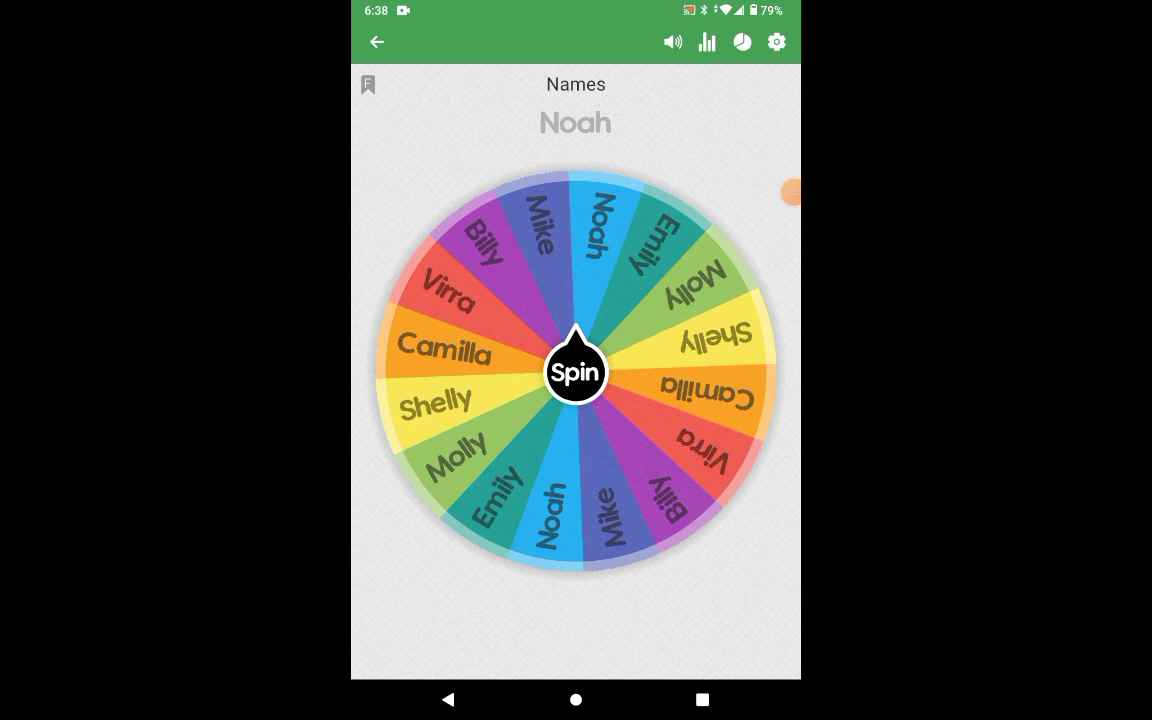 6:38
79%
F
Names
Noah
Noah
Emily
Molly
Shelly
Camilla
Virra
Billy
Mike
Noah
Emily
Molly
Shelly
Camilla
Virra
Billy
Mike
Spin